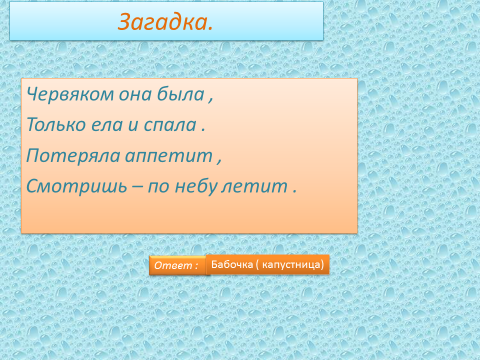 Загадка.
Червяком она была ,
Только ела и спала .
Потеряла аппетит ,
Смотришь – по небу летит .
Ответ : Бабочка ( капустница)